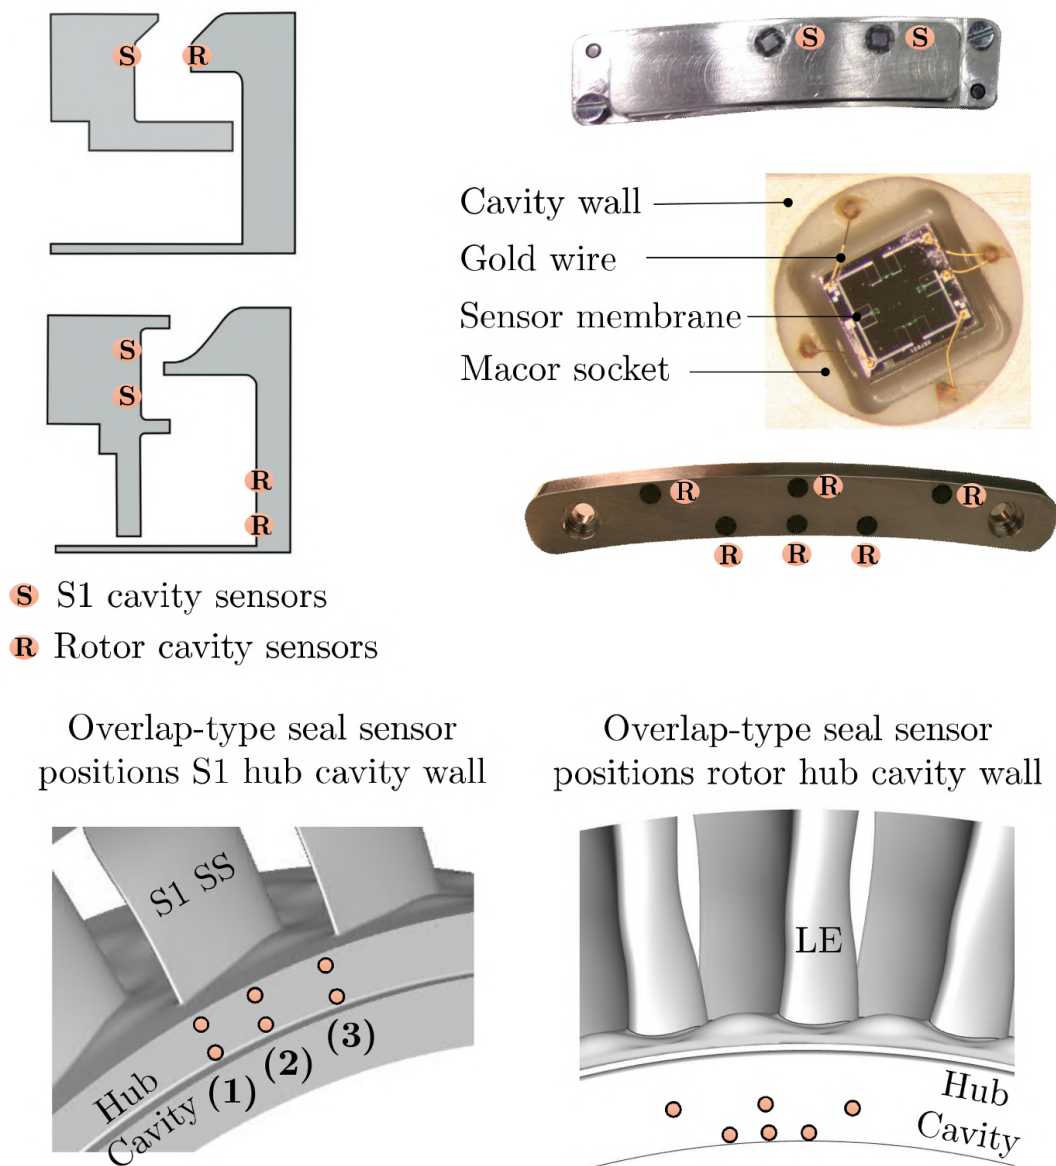 S
R
S
S
Cavity wall
Gold wire
Sensor membrane
Macor socket
S
S
R
R
R
R
R
R
R
R
S S1 cavity sensors
R Rotor cavity sensors
Overlap-type seal sensor
positions S1 hub cavity wall
Overlap-type seal sensor
positions rotor hub cavity wall
S1 SS
(1)
(2)
(3)
Hub
Cavity
LE
Hub
Cavity